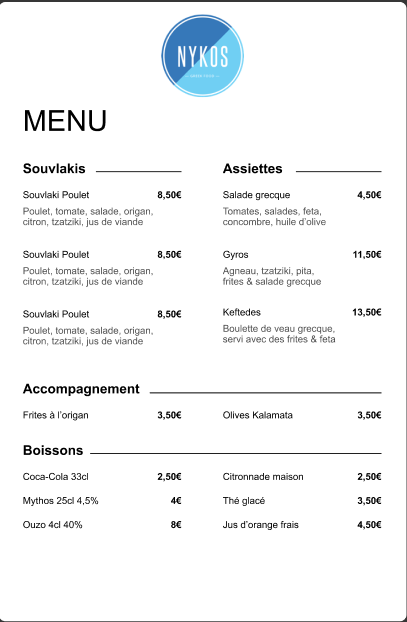 NYKOS
MENU
Souvlakis
Souvlaki Poulet 8,50€
Poulet, tomate, salade, origan,
citron, tzatziki, jus de viande
Souvlaki Poulet 8,50€
Poulet, tomate, salade, origan,
citron, tzatziki, jus de viande
Souvlaki Poulet 8,50€
Poulet, tomate, salade, origan,
citron, tzatziki, jus de viande
Assiettes
Salade grecque 4,50€
Tomates, salades, feta,
concombre, huile d'olive
Gyros 11,50€
Agneau, tzatziki, pita,
frites & salade grecque
Keftedes 13,50€
Boulette de veau grecque,
servi avec des frites & feta
Accompagnement
Frites à l'origan 3,50€
Olives Kalamata 3,50€
Boissons
Coca-Cola 33cl 2,50€
Citronnade maison 2,50€
Mythos 25cl 4,5% 4€
Thé glacé 3,50€
Ouzo 4cl 40% 8€
Jus d'orange frais 4,50€